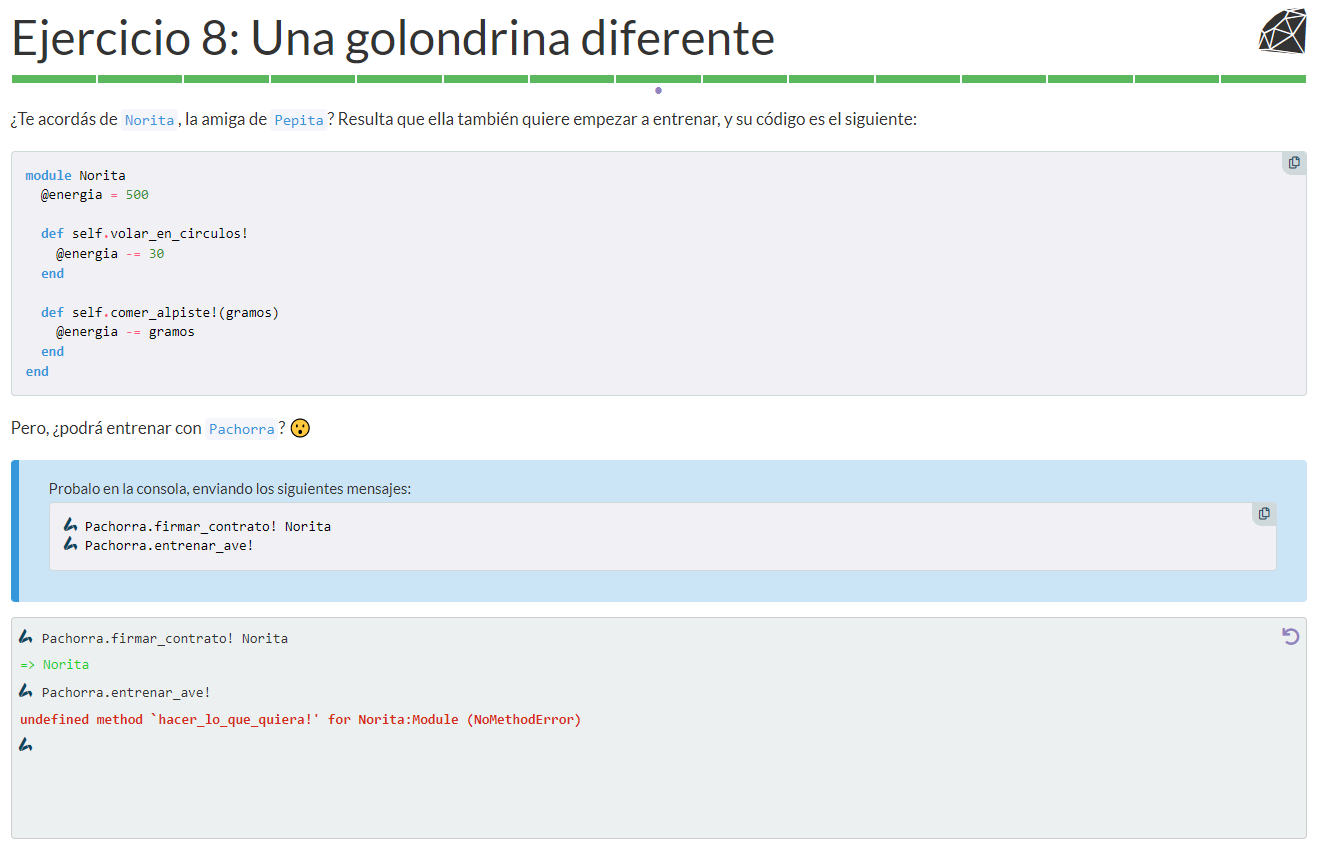 Ejercicio 8: Una golondrina diferente
¿Te acordás de Norita, la amiga de Pepita? Resulta que ella también quiere empezar a entrenar, y su código es el siguiente:
module Norita
  @energia = 500

  def self.volar_en_circulos!
    @energia -= 30
  end

  def self.comer_alpiste!(gramos)
    @energia -= gramos
  end
end
Pero, ¿podrá entrenar con Pachorra? 😮
Probalo en la consola, enviando los siguientes mensajes:
Pachorra.firmar_contrato! Norita
Pachorra.entrenar_ave!
Pachorra.firmar_contrato! Norita
=> Norita
Pachorra.entrenar_ave!
undefined method `hacer_lo_que_quiera!' for Norita:Module (NoMethodError)